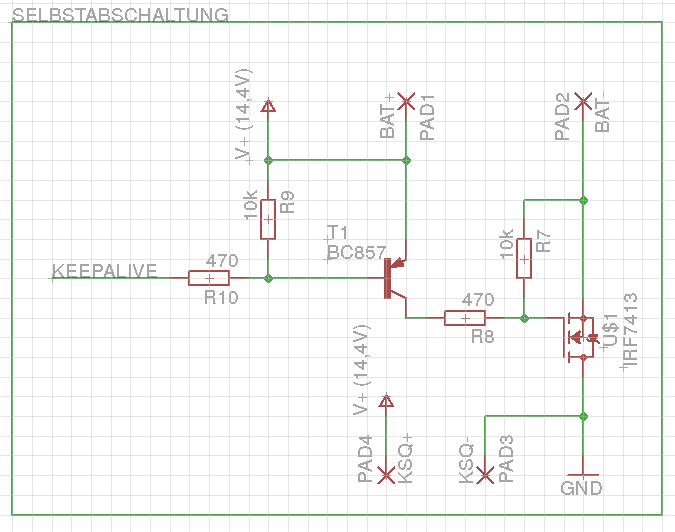 SELBSTABSCHALTUNG
V+ (14,4V)
BAT+
PAD1
PAD2
BAT-
10k
R9
T1
BC857
10k
R7
KEEPALIVE
470
R10
470
R8
U$1
IRF7413
V+ (14,4V)
PAD4
KSQ+
KSQ-
PAD3
GND